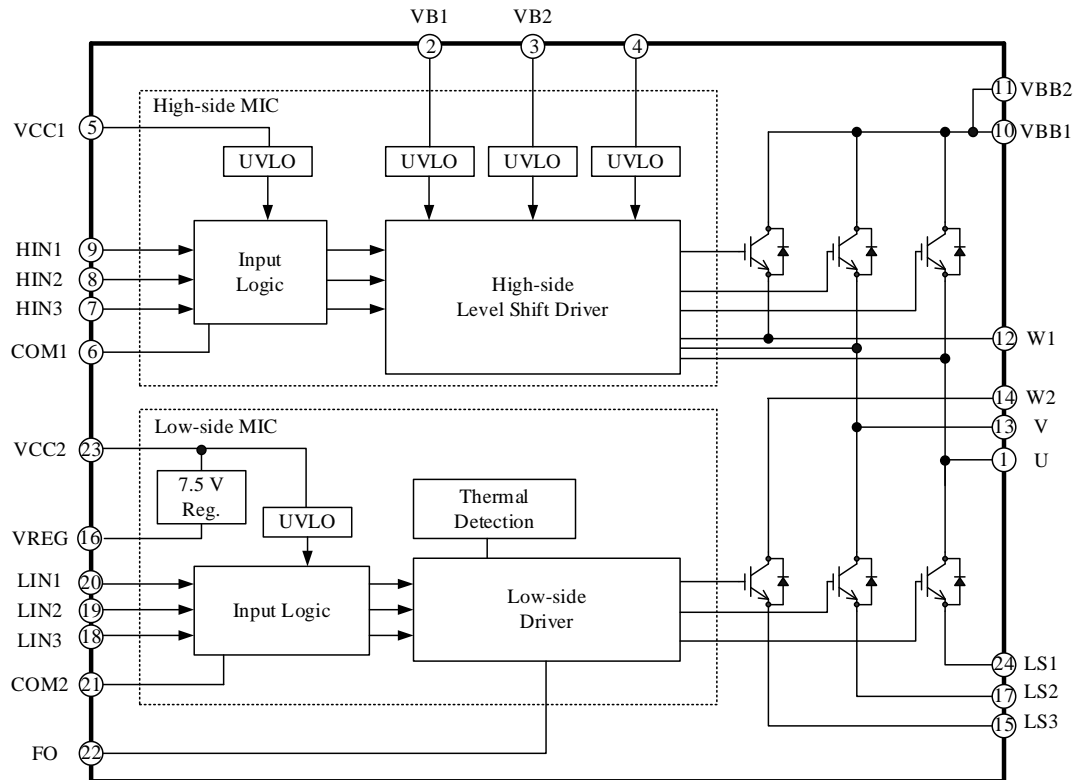 VB1
VB2
2
3
4
High-side MIC
VCC1
5
UVLO
UVLO
UVLO
UVLO
11
VBB2
10
VBB1
HIN1
9
HIN2
8
HIN3
7
COM1
6
Input
Logic
High-side
Level Shift Driver
12
W1
14
W2
13
V
1
U
Low-side MIC
VCC2
23
7.5 V
Reg.
UVLO
Thermal
Detection
VREG
16
LIN1
20
LIN2
19
LIN3
18
COM2
21
Input Logic
Low-side
Driver
24
LS1
17
LS2
15
LS3
FO
22